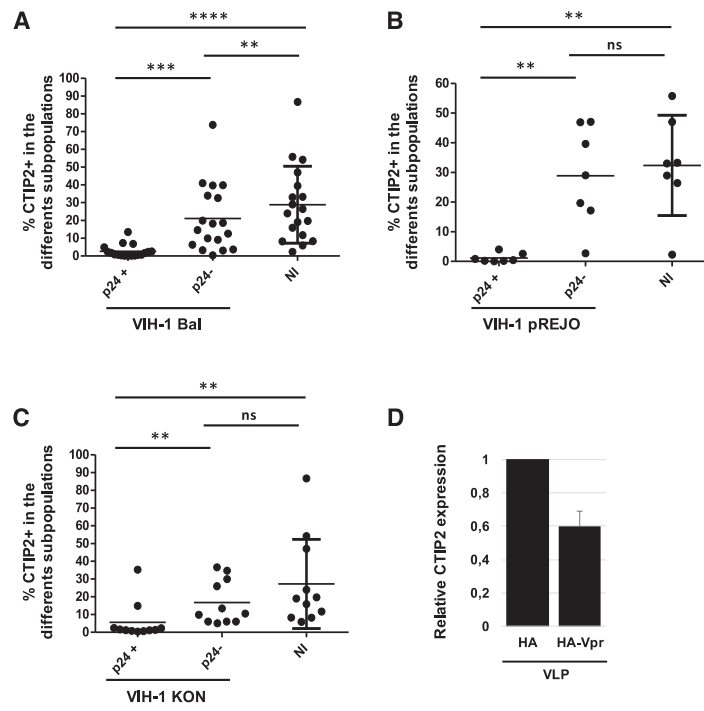 A
****
***
**
% CTIP2+ in the
differents subpopulations
100
90
80
70
60
50
40
30
20
10
0
p24 +
p24-
NI
VIH-1 Bal
B
**
**
ns
% CTIP2+ in the
differents subpopulations
60
50
40
30
20
10
0
p24 +
p24-
NI
VIH-1 pREJO
C
**
**
ns
% CTIP2+ in the
differents subpopulations
100
90
80
70
60
50
40
30
20
10
0
p24 +
p24-
NI
VIH-1 KON
D
Relative CTIP2 expression
1
0,8
0,6
0,4
0,2
0
HA
HA-Vpr
VLP